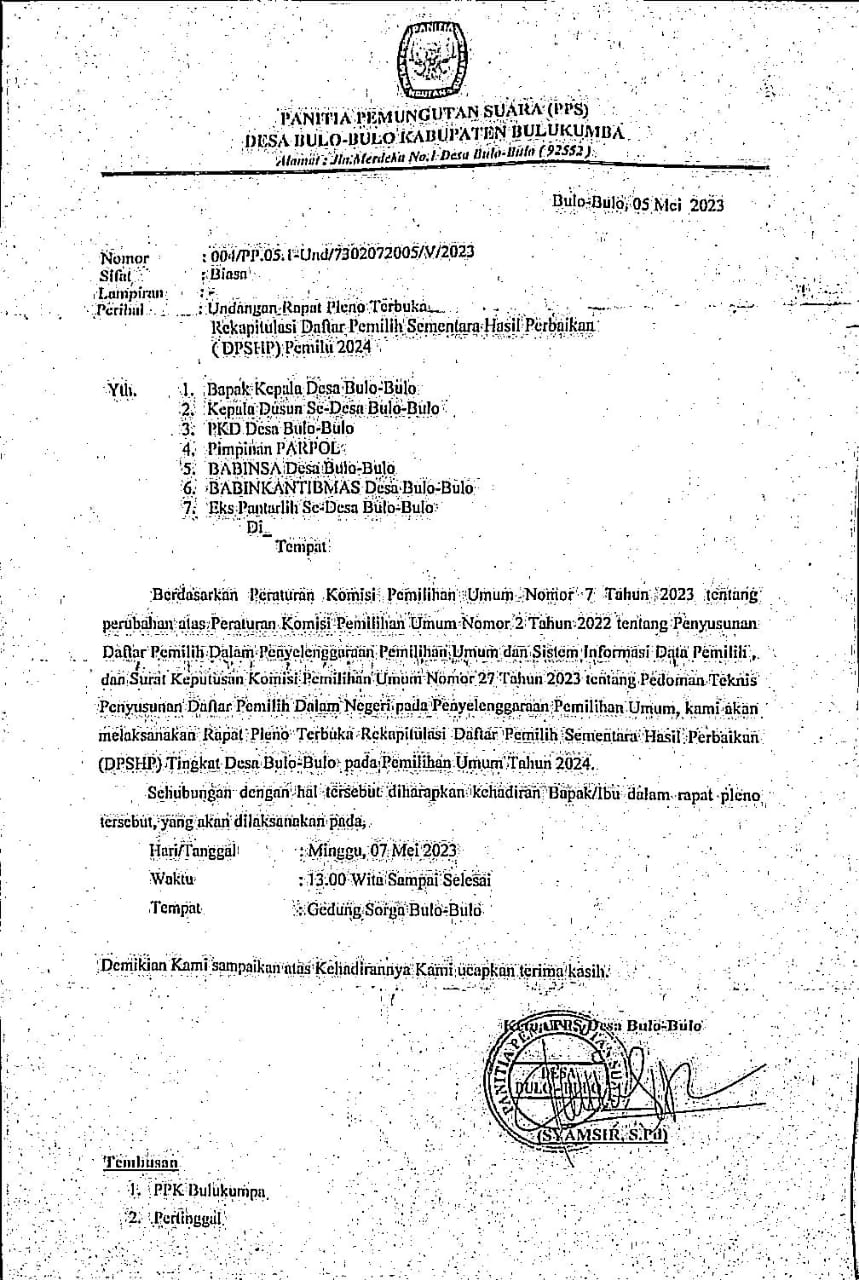 PANITIA
PANITIA PEMUNGUTAN SUARA (PPS)
DESA BULO-BULO KABUPATEN BULUKUMBA
Alamat : Jln.Merdeka No.1 Desa Bulo-Bulo ( 92552 )
Bulo-Bulo, 05 Mei 2023
Nomor : 004/PP.05.1-Und/7302072005/V/2023
Sifat : Biasa
Lampiran : -
Perihal : Undangan Rapat Pleno Terbuka
Rekapitulasi Daftar Pemilih Sementara Hasil Perbaikan
( DPSHP) Pemilu 2024
Yth. 1. Bapak Kepala Desa Bulo-Bulo
2. Kepala Dusun Se-Desa Bulo-Bulo
3. PKD Desa Bulo-Bulo
4. Pimpinan PARPOL
5. BABINSA Desa Bulo-Bulo
6. BABINKANTIBMAS Desa Bulo-Bulo
7. Eks Pantarlih Se-Desa Bulo-Bulo
Di_
Tempat
Berdasarkan Peraturan Komisi Pemilihan Umum Nomor 7 Tahun 2023 tentang
perubahan atas Peraturan Komisi Pemilihan Umum Nomor 2 Tahun 2022 tentang Penyusunan
Daftar Pemilih Dalam Penyelenggaraan Pemilihan Umum dan Sistem Informasi Data Pemilih ,
dan Surat Keputusan Komisi Pemilihan Umum Nomor 27 Tahun 2023 tentang Pedoman Teknis
Penyusunan Daftar Pemilih Dalam Negeri pada Penyelenggaraan Pemilihan Umum, kami akan
melaksanakan Rapat Pleno Terbuka Rekapitulasi Daftar Pemilih Sementara Hasil Perbaikan
(DPSHP) Tingkat Desa Bulo-Bulo pada Pemilihan Umum Tahun 2024.
Sehubungan dengan hal tersebut diharapkan kehadiran Bapak/Ibu dalam rapat pleno
tersebut, yang akan dilaksanakan pada,
Hari/Tanggal : Minggu, 07 Mei 2023
Waktu : 13.00 Wita Sampai Selesai
Tempat : Gedung Sorga Bulo-Bulo
Demikian Kami sampaikan atas Kehadirannya Kami ucapkan terima kasih.
Ketua PPS Desa Bulo-Bulo
PANITIA PEMUNGUTAN SUARA
DESA
BULO - BULO
(SYAMSIR, S.Pd)
Tembusan
1. PPK Bulukumpa
2. Pertinggal